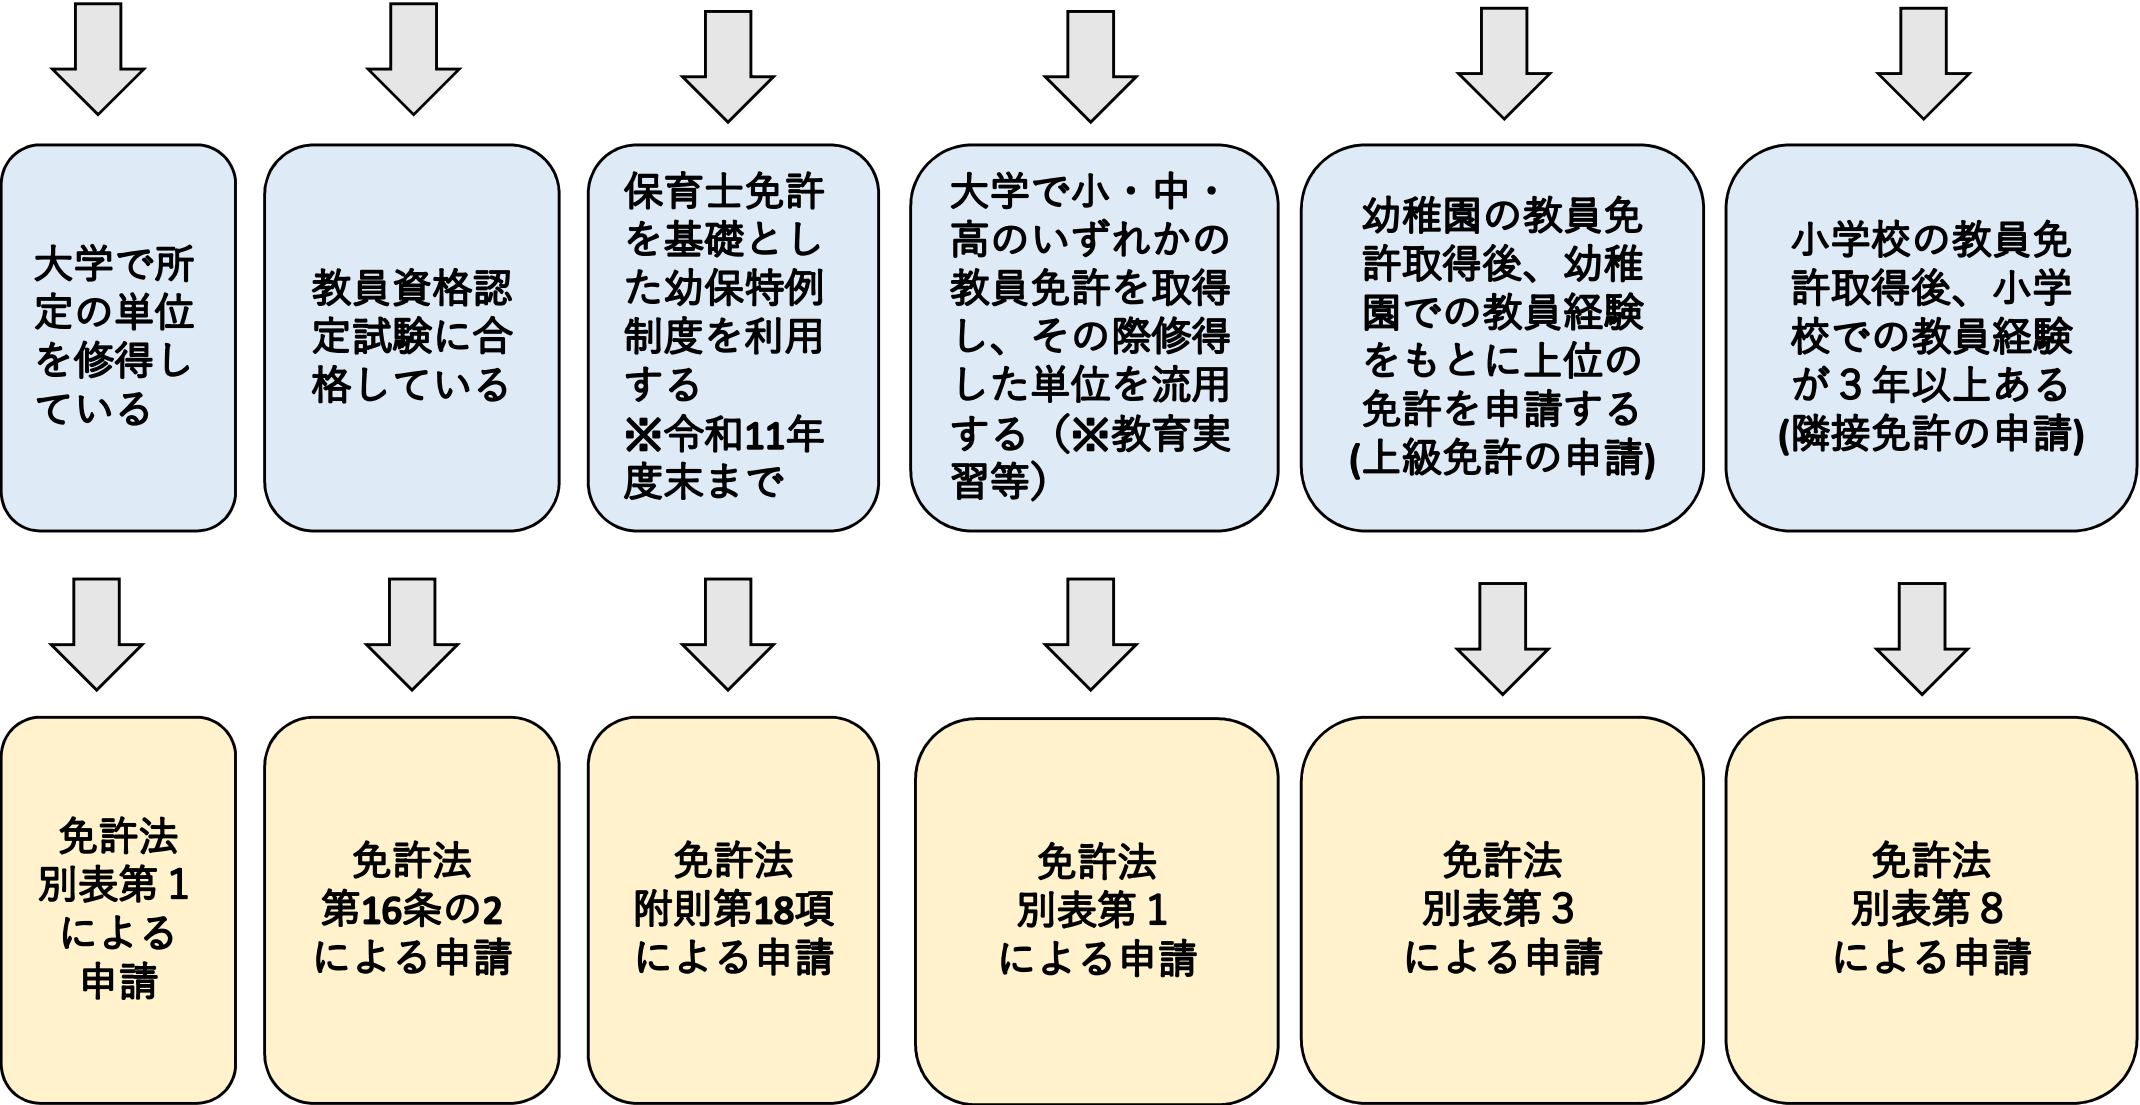 大学で所
定の単位
を修得し
ている
教員資格認
定試験に合
格している
保育士免許
を基礎とし
た幼保特例
制度を利用
する
※令和11年
度末まで
大学で小・中・
高のいずれかの
教員免許を取得
し、その際修得
した単位を流用
する（※教育実
習等）
幼稚園の教員免
許取得後、幼稚
園での教員経験
をもとに上位の
免許を申請する
(上級免許の申請)
小学校の教員免
許取得後、小学
校での教員経験
が３年以上ある
(隣接免許の申請)
免許法
別表第１
による
申請
免許法
第16条の2
による申請
免許法
附則第18項
による申請
免許法
別表第１
による申請
免許法
別表第３
による申請
免許法
別表第８
による申請